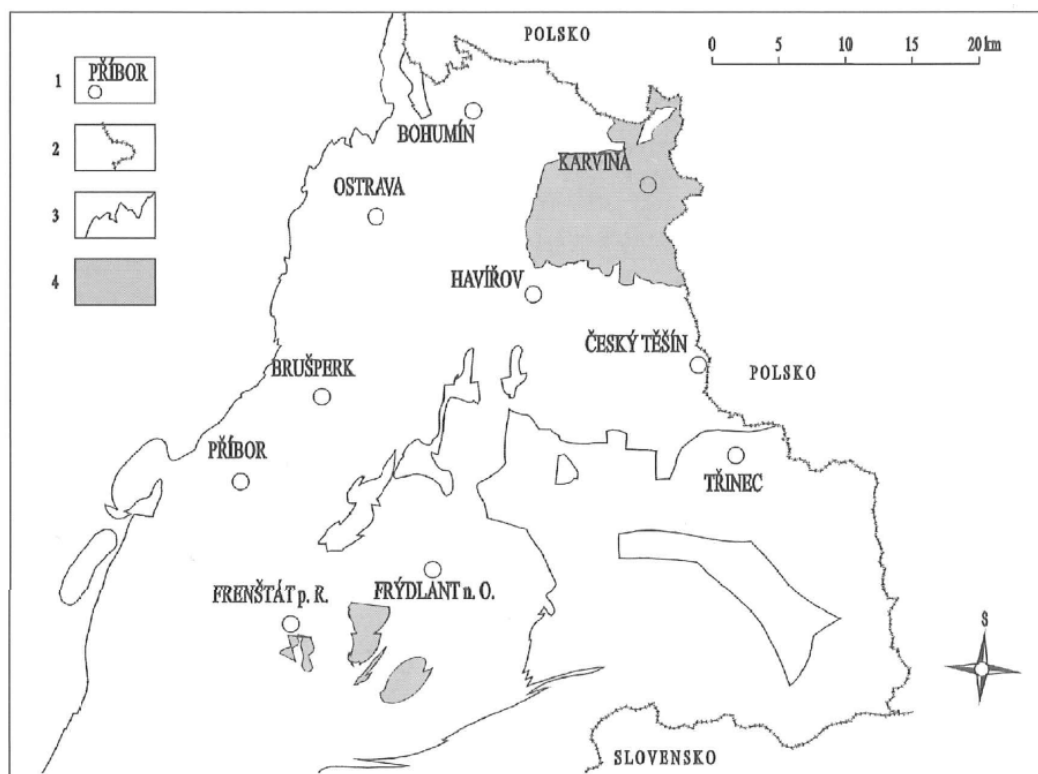 POLSKO
0 5 10 15 20 km
1 PŘÍBOR
2
3
4
BOHUMÍN
KARVINÁ
OSTRAVA
HAVÍŘOV
ČESKÝ TĚŠÍN
BRUŠPERK
POLSKO
PŘÍBOR
TŘINEC
FRENŠTÁT p. R.
FRÝDLANT n. O.
S
SLOVENSKO